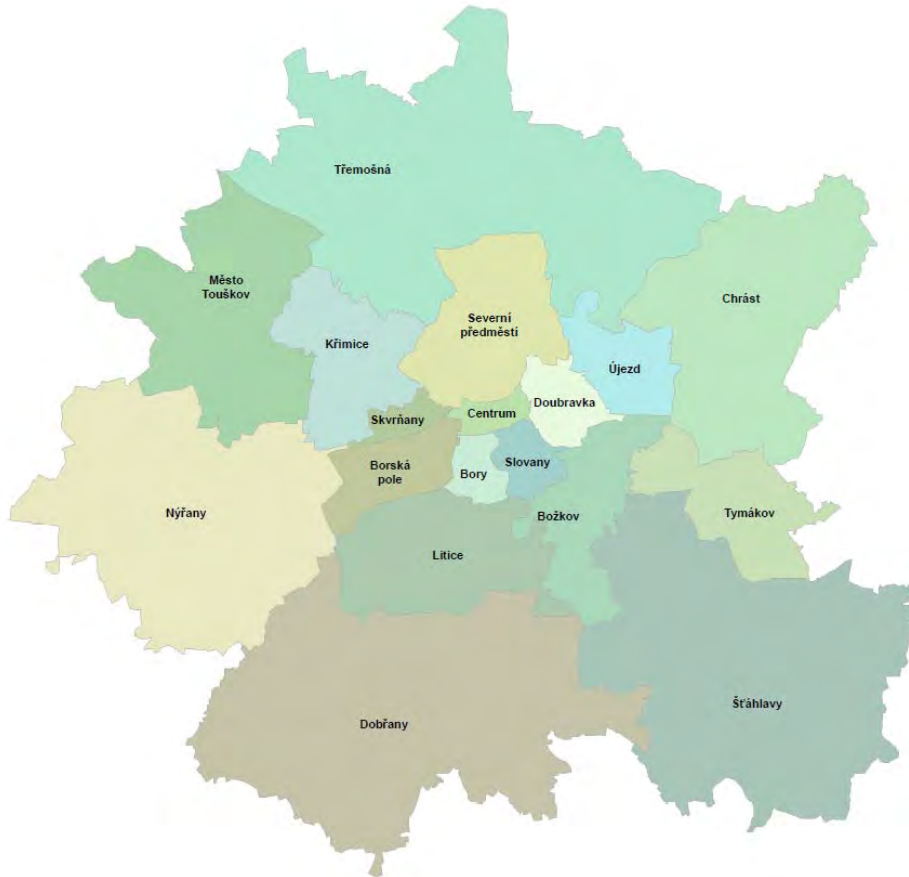 Třemošná
Město
Touškov
Chrást
Severní
předměstí
Křimice
Újezd
Doubravka
Centrum
Skvrňany
Borská
pole
Bory
Slovany
Nýřany
Božkov
Tymákov
Litice
Šťáhlavy
Dobřany